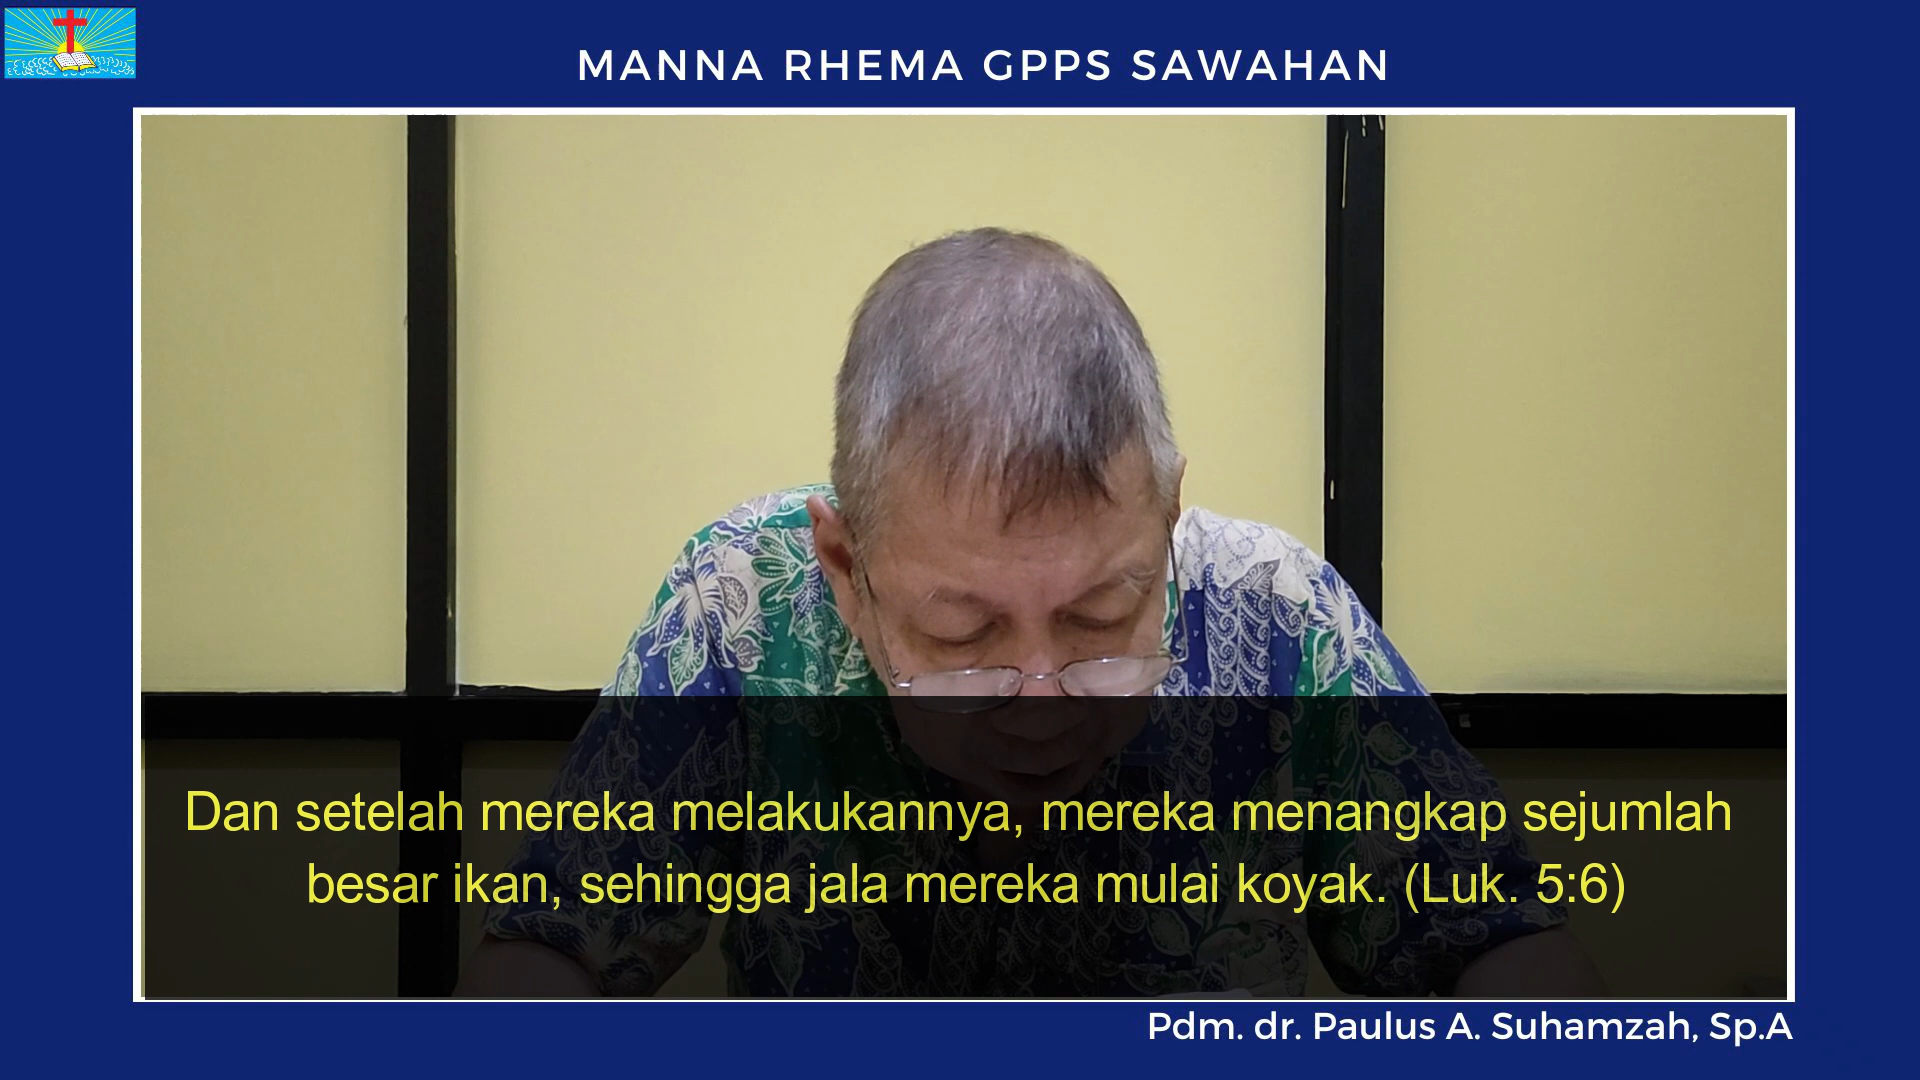 MANNA RHEMA GPPS SAWAHAN
Dan setelah mereka melakukannya, mereka menangkap sejumlah
besar ikan, sehingga jala mereka mulai koyak. (Luk. 5:6)
Pdm. dr. Paulus A. Suhamzah, Sp.A